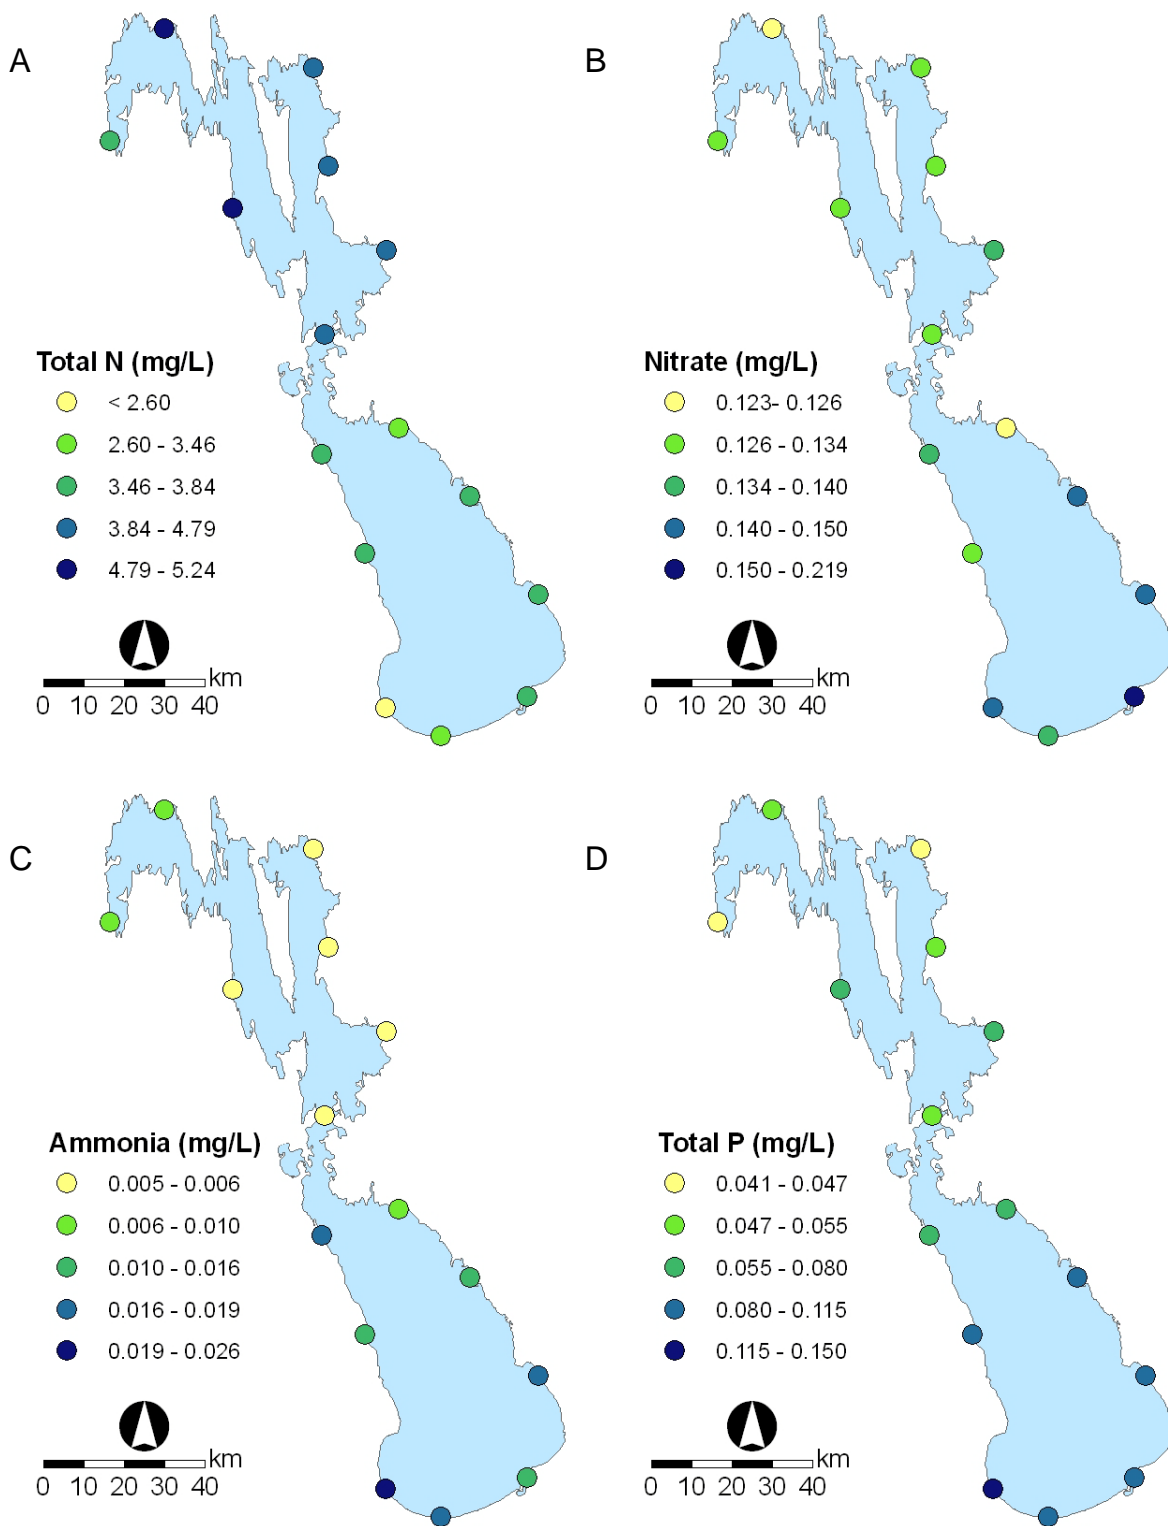 A
Total N (mg/L)
< 2.60
2.60 - 3.46
3.46 - 3.84
3.84 - 4.79
4.79 - 5.24
km
0 10 20 30 40
B
Nitrate (mg/L)
0.123- 0.126
0.126 - 0.134
0.134 - 0.140
0.140 - 0.150
0.150 - 0.219
km
0 10 20 30 40
C
Ammonia (mg/L)
0.005 - 0.006
0.006 - 0.010
0.010 - 0.016
0.016 - 0.019
0.019 - 0.026
km
0 10 20 30 40
D
Total P (mg/L)
0.041 - 0.047
0.047 - 0.055
0.055 - 0.080
0.080 - 0.115
0.115 - 0.150
km
0 10 20 30 40